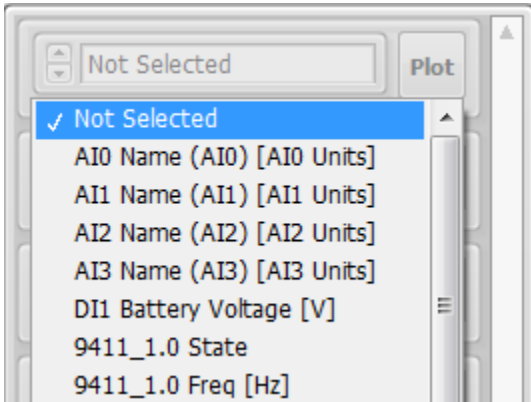 Not Selected
Plot
✓ Not Selected
AI0 Name (AI0) [AI0 Units]
AI1 Name (AI1) [AI1 Units]
AI2 Name (AI2) [AI2 Units]
AI3 Name (AI3) [AI3 Units]
DI1 Battery Voltage [V]
9411_1.0 State
9411_1.0 Freq [Hz]